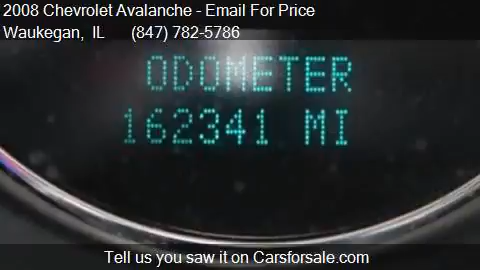 2008 Chevrolet Avalanche - Email For Price
Waukegan, IL (847) 782-5786
ODOMETER
162341 MI
Tell us you saw it on Carsforsale.com